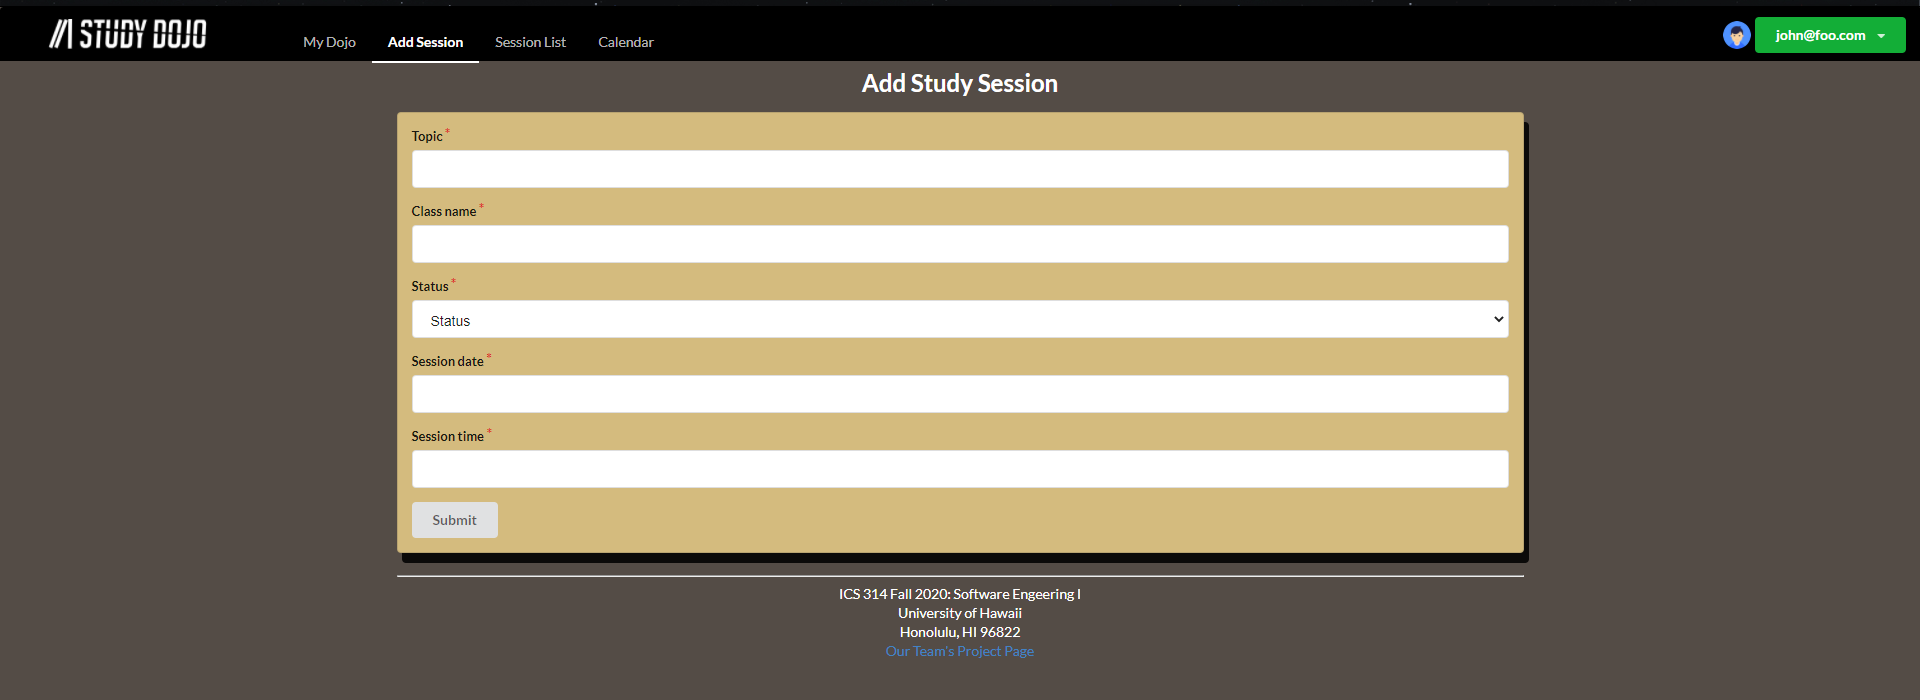 STUDY DOJO
My Dojo
Add Session
Session List
Calendar
john@foo.com
Add Study Session
Topic *
Class name *
Status *
Status
Session date *
Session time *
Submit
ICS 314 Fall 2020: Software Engeering I
University of Hawaii
Honolulu, HI 96822
Our Team's Project Page